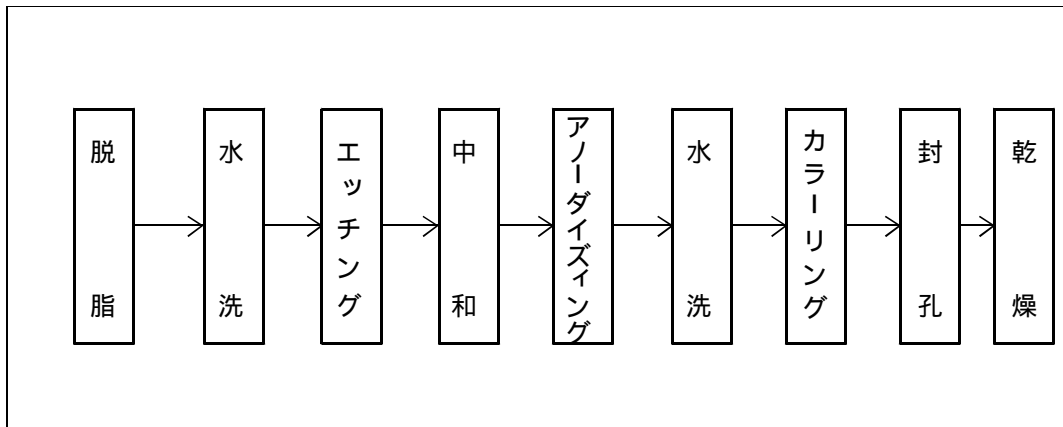 脱脂
水洗
エッチング
中和
アノーダイズィング
水洗
カラーリング
封孔
乾燥